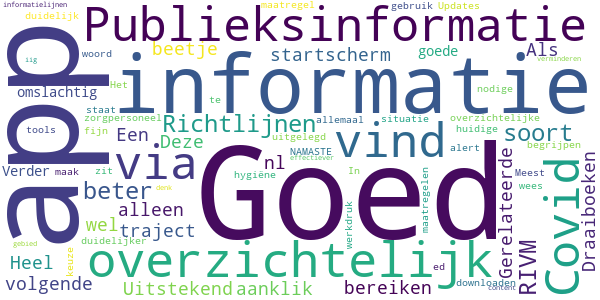 informatielijnen
maatregel
gebruik Updates
duidelijk
Publieksinformatie
app
woord
beetje
startscherm
goede
Als
iig
Het
informatie
verminderen
omslachtig
te
nodige
staat
zorgpersoneel
Richtlijnen
allemaal
situatie
overzichtelijke
tools
fijn
Een
Deze
uitgelegd
vind
huidige
soort
NAMASTE
alert
begrijpen
effectiever
Verder
maak
zit
via
nl
Goed
In
Meest
hygiëne
wees
beter
denk
alleen
wel
traject
werkdruk
maatregelen
Gerelateerde
RIVM
Covid
Draaiboeken
duidelijker
gebied
Heel
keuze
overzichtelijk
ed
downloaden
volgende
Uitstekend
aanklik
bereiken
content